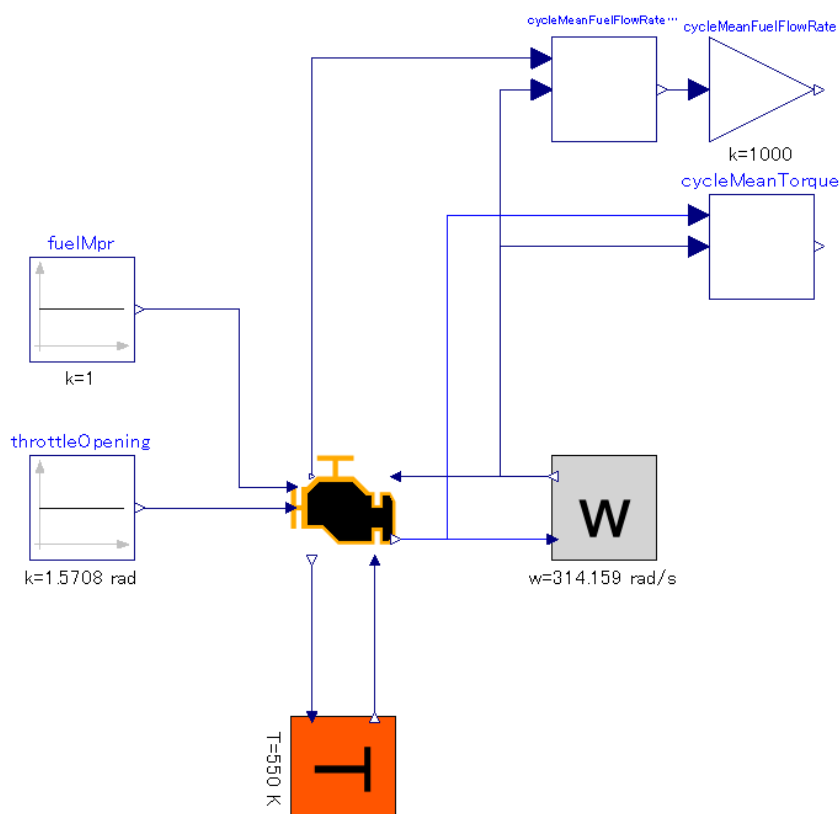 cycleMeanFuelFlowRate…
cycleMeanFuelFlowRate
k=1000
cycleMeanTorque
fuelMpr
k=1
throttleOpening
k=1.5708 rad
w
w=314.159 rad/s
T=550 K
T